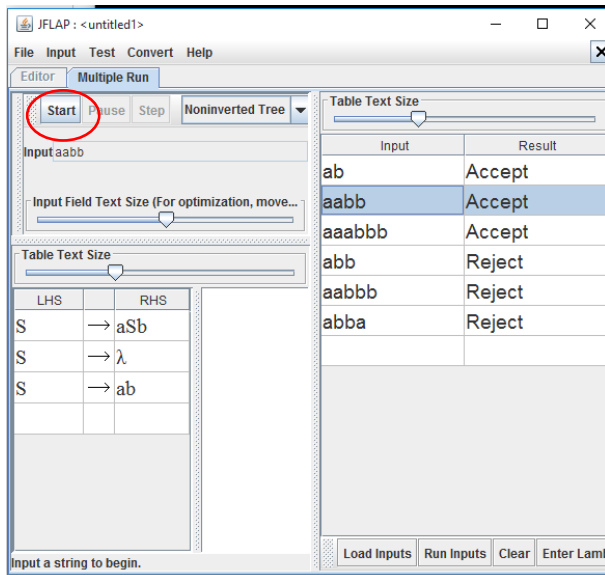 JFLAP : <untitled1>
File Input Test Convert Help
Editor Multiple Run
Start Pause Step Noninverted Tree
Input aabb
Input Field Text Size (For optimization, move...
Table Text Size
LHS RHS
S → aSb
S → λ
S → ab
Input a string to begin.
Table Text Size
Input Result
ab Accept
aabb Accept
aaabbb Accept
abb Reject
aabbb Reject
abba Reject
Load Inputs Run Inputs Clear Enter Lamb